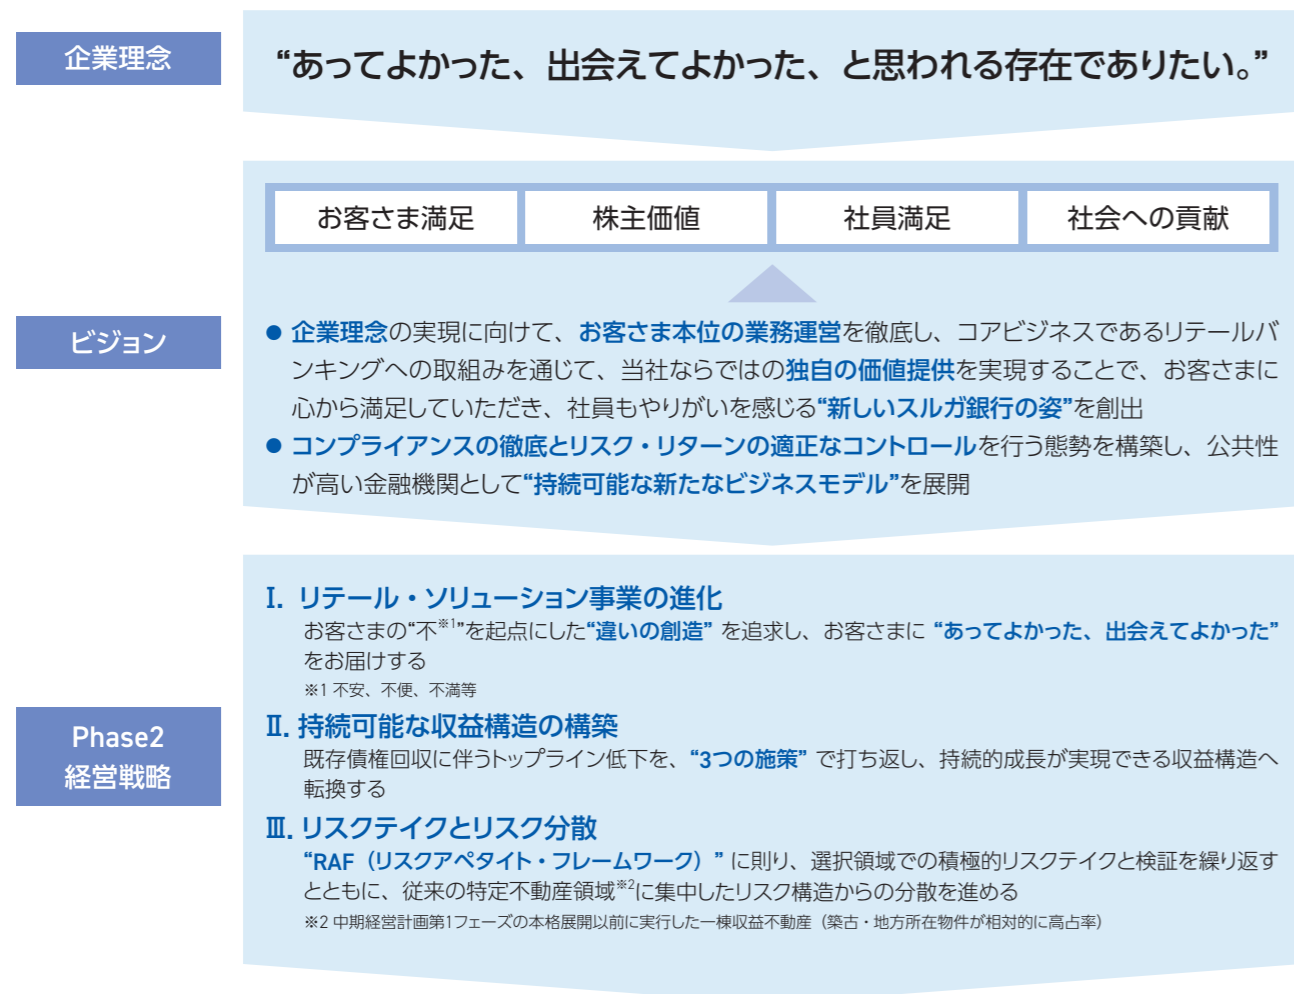 企業理念
“あってよかった、出会えてよかった、と思われる存在でありたい。”
お客さま満足
株主価値
社員満足
社会への貢献
ビジョン
● 企業理念の実現に向けて、お客さま本位の業務運営を徹底し、コアビジネスであるリテールバ
ンキングへの取組みを通じて、当社ならではの独自の価値提供を実現することで、お客さまに
心から満足していただき、社員もやりがいを感じる“新しいスルガ銀行の姿”を創出
● コンプライアンスの徹底とリスク・リターンの適正なコントロールを行う態勢を構築し、公共性
が高い金融機関として“持続可能な新たなビジネスモデル”を展開
Phase2
経営戦略
Ⅰ. リテール・ソリューション事業の進化
お客さまの“不※1”を起点にした“違いの創造” を追求し、お客さまに “あってよかった、出会えてよかった”
をお届けする
※1 不安、不便、不満等
Ⅱ. 持続可能な収益構造の構築
既存債権回収に伴うトップライン低下を、“3つの施策” で打ち返し、持続的成長が実現できる収益構造へ
転換する
Ⅲ. リスクテイクとリスク分散
“RAF（リスクアペタイト・フレームワーク）” に則り、選択領域での積極的リスクテイクと検証を繰り返す
とともに、従来の特定不動産領域※2に集中したリスク構造からの分散を進める
※2 中期経営計画第1フェーズの本格展開以前に実行した一棟収益不動産（築古・地方所在物件が相対的に高占率）